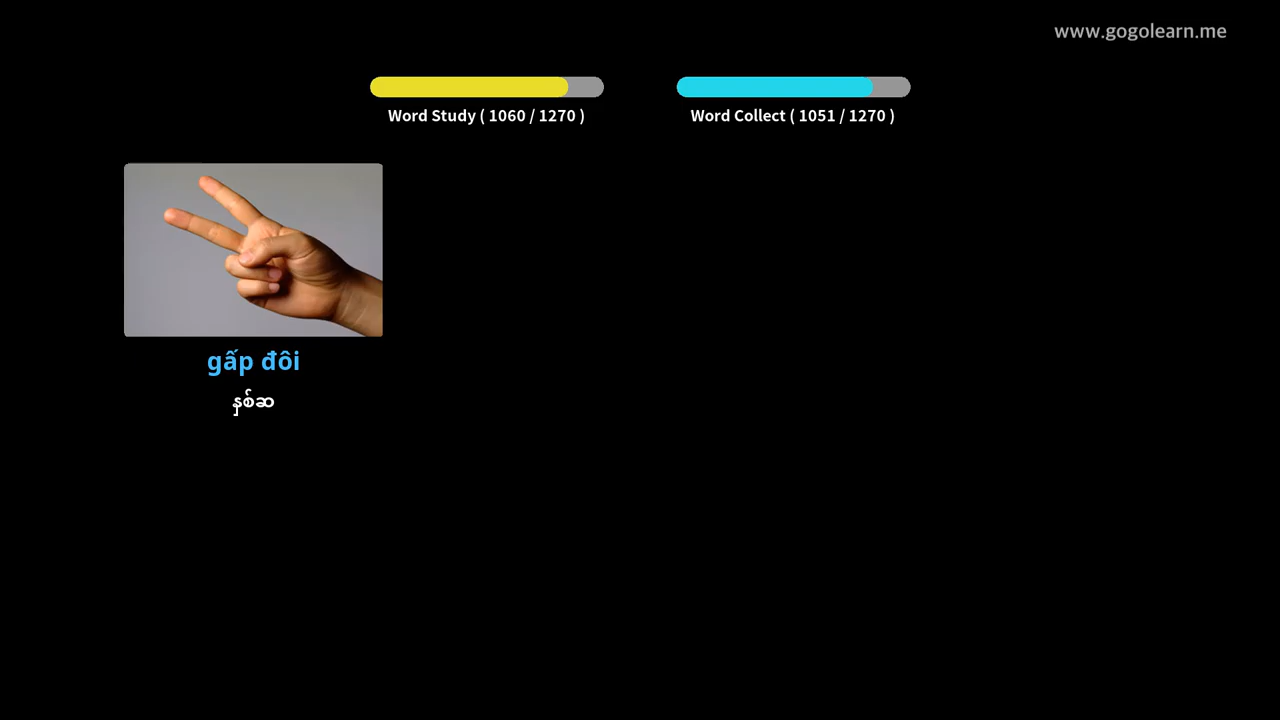 www.gogolearn.me
Word Study ( 1060 / 1270 )
Word Collect ( 1051 / 1270 )
gấp đôi
နှစ်ဆ